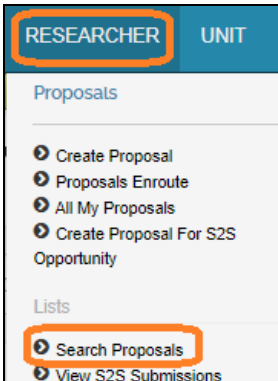 RESEARCHER UNIT
Proposals
Create Proposal
Proposals Enroute
All My Proposals
Create Proposal For S2S
Opportunity
Lists
Search Proposals
View S2S Submissions